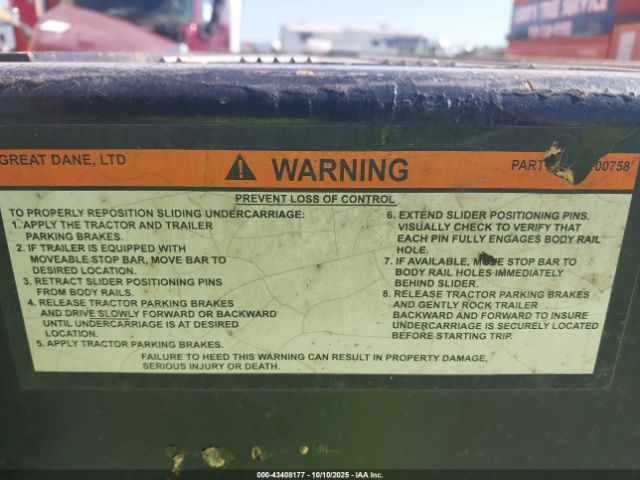 GREAT DANE, LTD
WARNING
PART
00758
PREVENT LOSS OF CONTROL
TO PROPERLY REPOSITION SLIDING UNDERCARRIAGE:
1. APPLY THE TRACTOR AND TRAILER
PARKING BRAKES.
2. IF TRAILER IS EQUIPPED WITH
MOVEABLE STOP BAR, MOVE BAR TO
DESIRED LOCATION.
3. RETRACT SLIDER POSITIONING PINS
FROM BODY RAILS.
4. RELEASE TRACTOR PARKING BRAKES
AND DRIVE SLOWLY FORWARD OR BACKWARD
UNTIL UNDERCARRIAGE IS AT DESIRED
LOCATION.
5. APPLY TRACTOR PARKING BRAKES.
6. EXTEND SLIDER POSITIONING PINS.
VISUALLY CHECK TO VERIFY THAT
EACH PIN FULLY ENGAGES BODY RAIL
HOLE.
7. IF AVAILABLE, MOVE STOP BAR TO
BODY RAIL HOLES IMMEDIATELY
BEHIND SLIDER.
8. RELEASE TRACTOR PARKING BRAKES
AND GENTLY ROCK TRAILER
BACKWARD AND FORWARD TO INSURE
UNDERCARRIAGE IS SECURELY LOCATED
BEFORE STARTING TRIP.
FAILURE TO HEED THIS WARNING CAN RESULT IN PROPERTY DAMAGE,
SERIOUS INJURY OR DEATH.
000-43408177 - 10/10/2025 - IAA Inc.